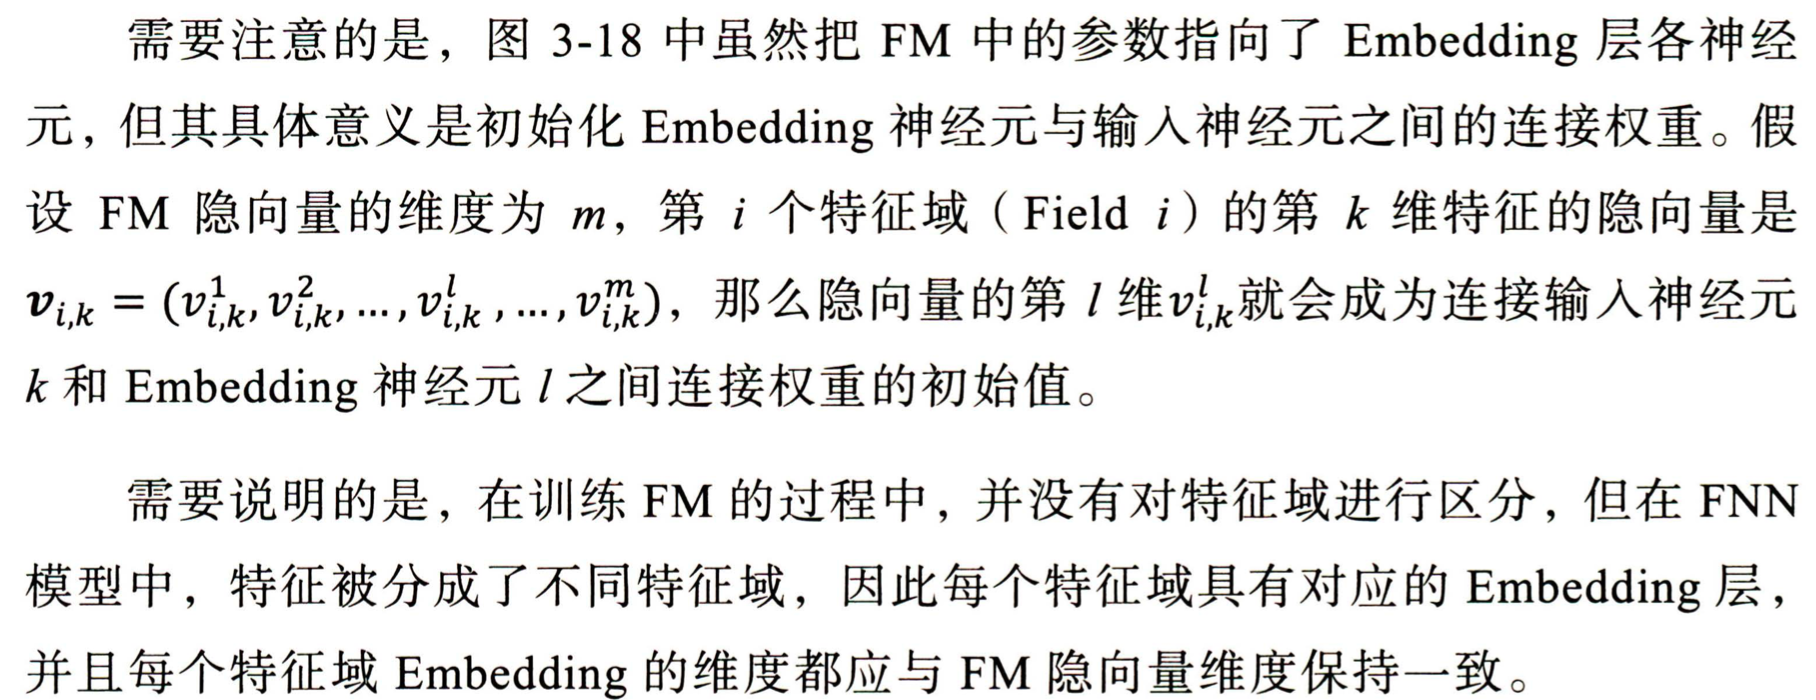 需要注意的是，图 3-18 中虽然把 FM 中的参数指向了 Embedding 层各神经
元，但其具体意义是初始化 Embedding 神经元与输入神经元之间的连接权重。假
设 FM 隐向量的维度为 m，第 i 个特征域（Field i）的第 k 维特征的隐向量是
𝒗_{i,k} = (v_{i,k}^1, v_{i,k}^2, ..., v_{i,k}^l, ..., v_{i,k}^m)，那么隐向量的第 l 维v_{i,k}^l就会成为连接输入神经元
k 和 Embedding 神经元 l 之间连接权重的初始值。
需要说明的是，在训练 FM 的过程中，并没有对特征域进行区分，但在 FNN
模型中，特征被分成了不同特征域，因此每个特征域具有对应的 Embedding 层，
并且每个特征域 Embedding 的维度都应与 FM 隐向量维度保持一致。